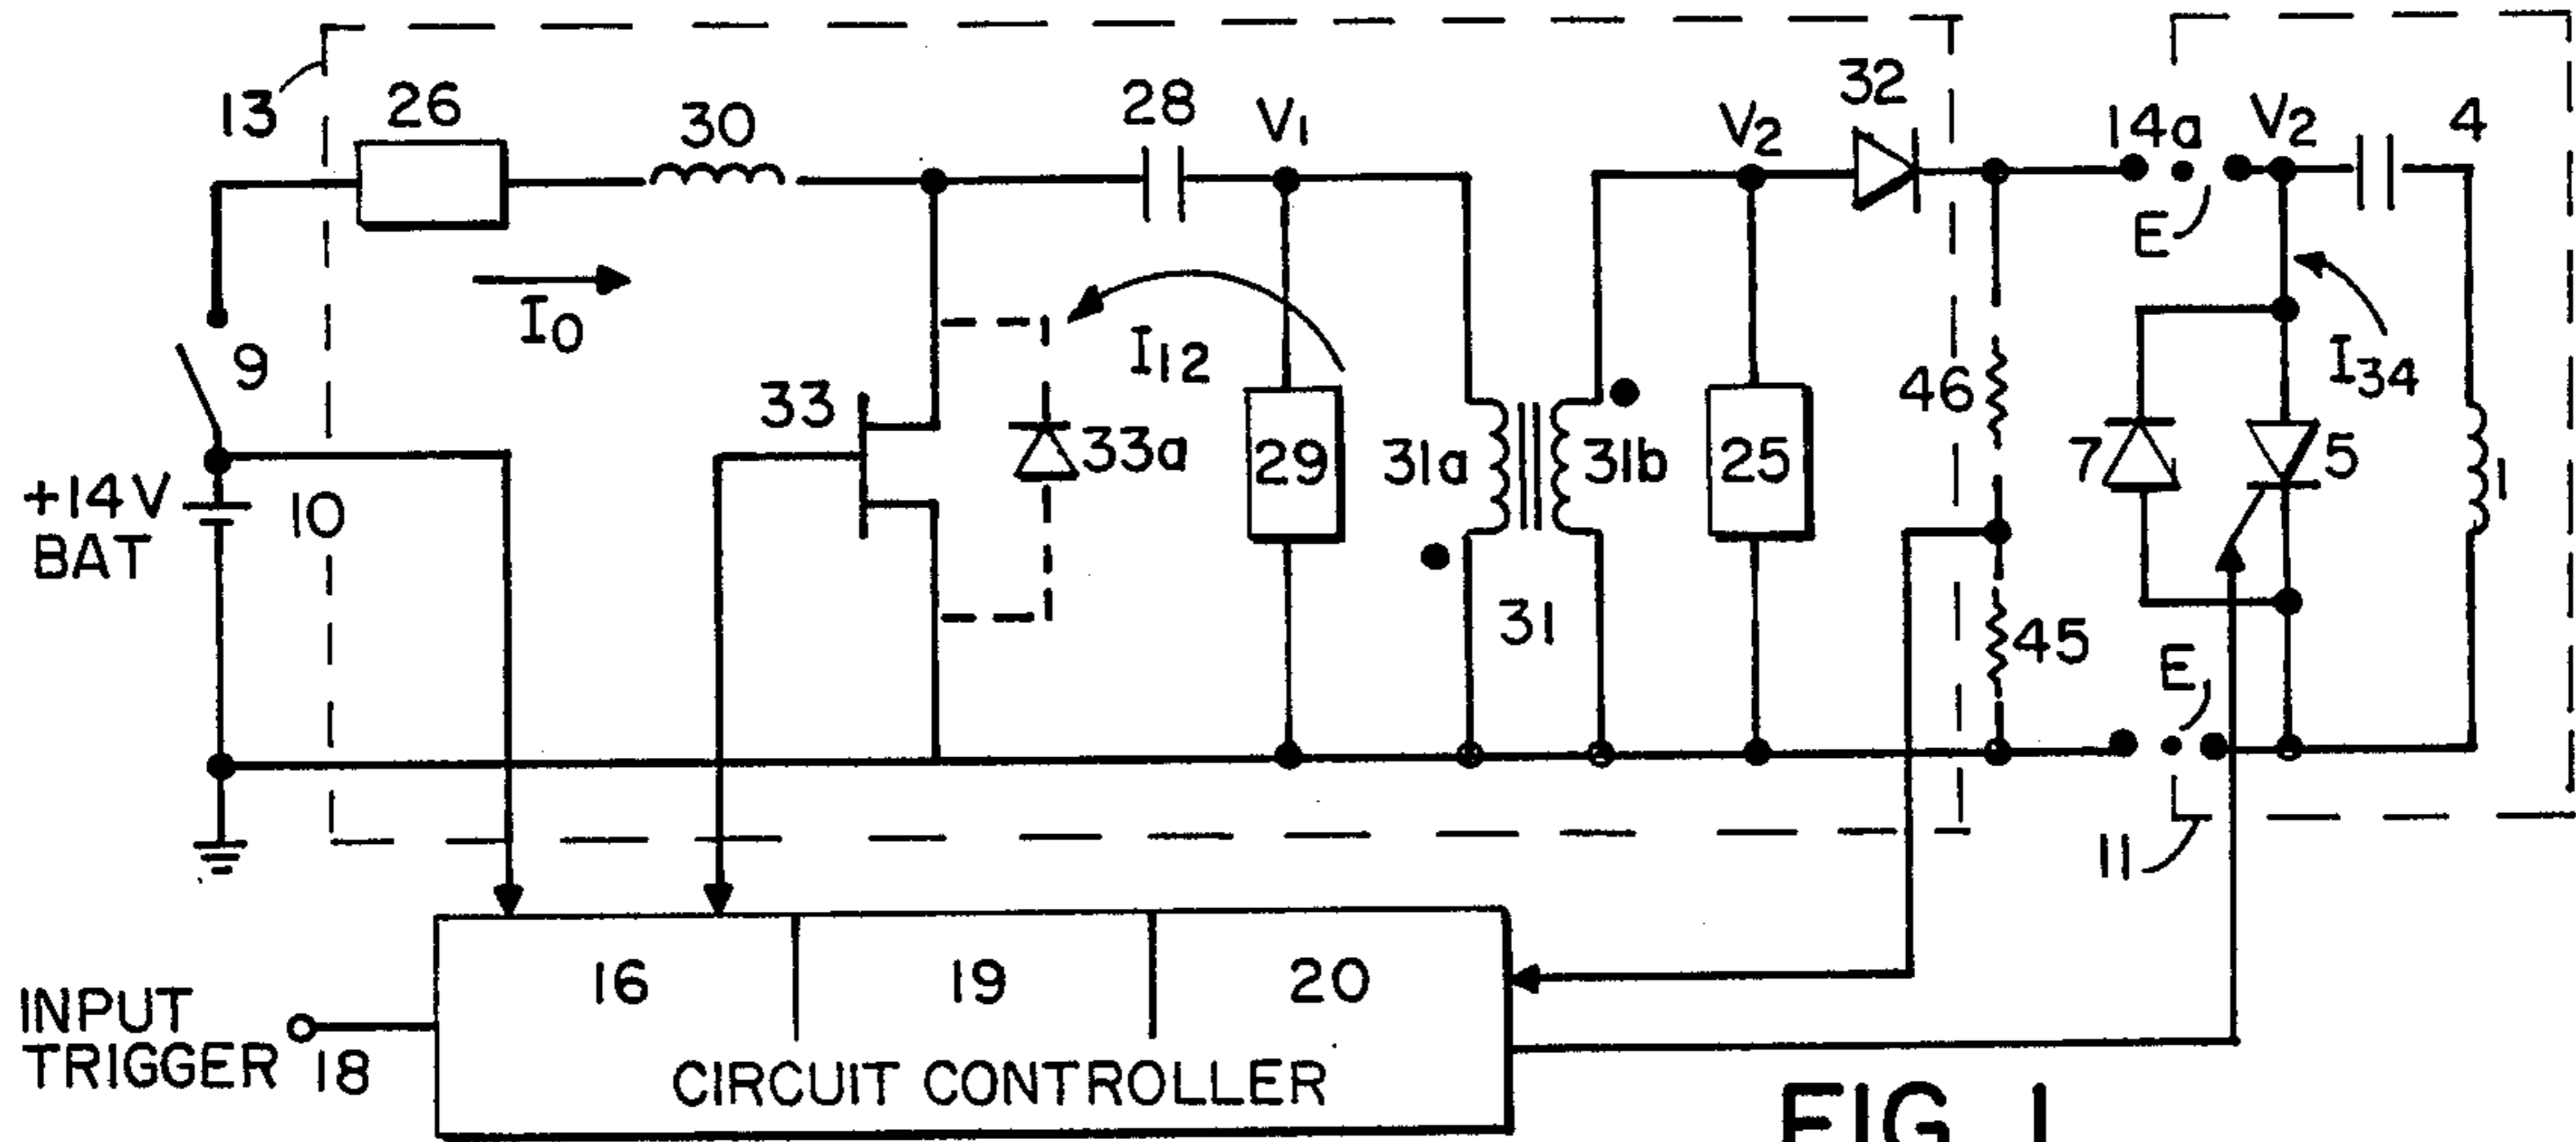 13
26
30
28
V1
V2
32
14a
V2
4
E
I0
9
I12
I34
33
33a
29
31a
31b
25
46
7
5
1
+14V
BAT
10
31
45
E
11
16
19
20
INPUT
TRIGGER
18
CIRCUIT CONTROLLER
FIG. 1